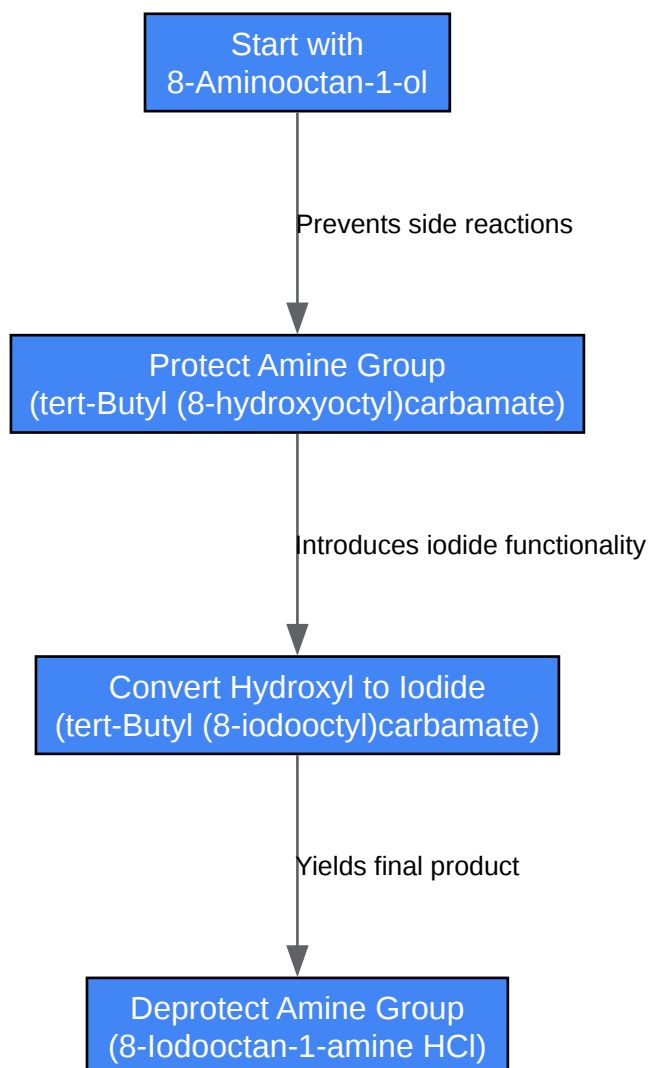 Start with
8-Aminooctan-1-ol
Prevents side reactions
Protect Amine Group
(tert-Butyl (8-hydroxyoctyl)carbamate)
Introduces iodide functionality
Convert Hydroxyl to Iodide
(tert-Butyl (8-iodooctyl)carbamate)
Yields final product
Deprotect Amine Group
(8-Iodooctan-1-amine HCl)